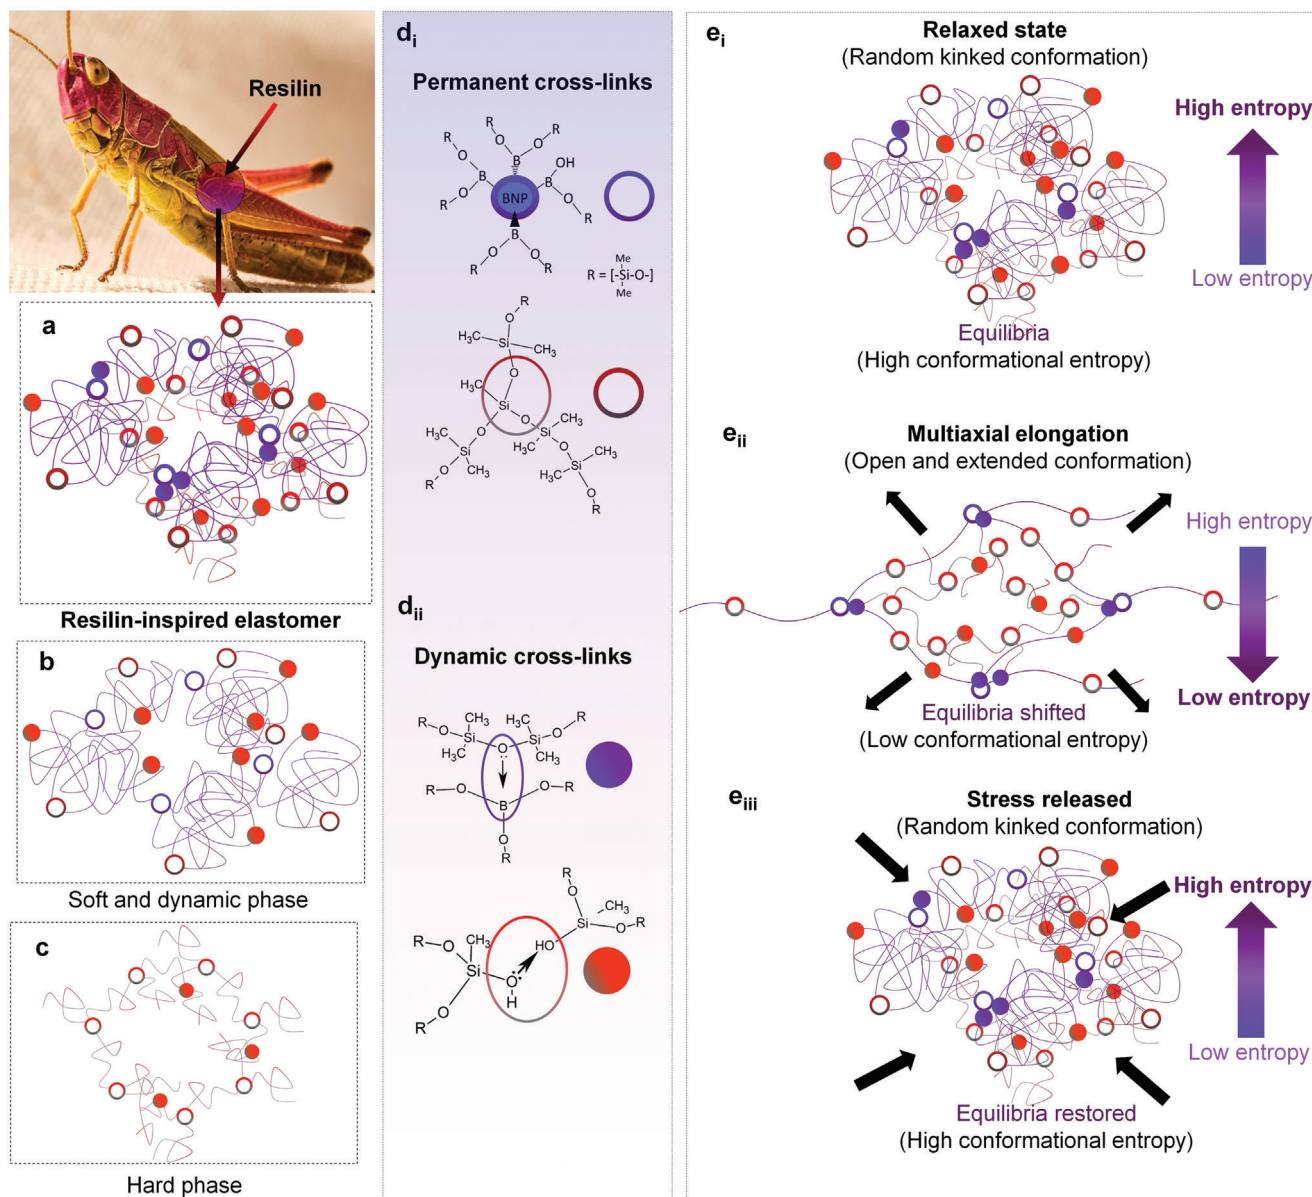 Resilin
a
Resilin-inspired elastomer
b
Soft and dynamic phase
c
Hard phase
di
Permanent cross-links
R
R
O
O
R
B
R
O
O
OH
B
B
BNP
O
O
R
B
R
O
O
R
R
R = [-Si-O-]
Me
Me
R
O
H3C
Si
CH3
O
H3C
Si
O
CH3
H3C
O
Si
CH3
H3C
Si
CH3
O
H3C
Si
CH3
O
R
O
R
dii
Dynamic cross-links
R
O
CH3
CH3
O
R
Si
O
Si
CH3
CH3
R
O
O
R
B
O
R
R
O
CH3
R
Si
O
HO
R
O
CH3
Si
O
H
O
R
ei
Relaxed state
(Random kinked conformation)
High entropy
Low entropy
Equilibria
(High conformational entropy)
eii
Multiaxial elongation
(Open and extended conformation)
High entropy
Low entropy
Equilibria shifted
(Low conformational entropy)
eiii
Stress released
(Random kinked conformation)
High entropy
Low entropy
Equilibria restored
(High conformational entropy)